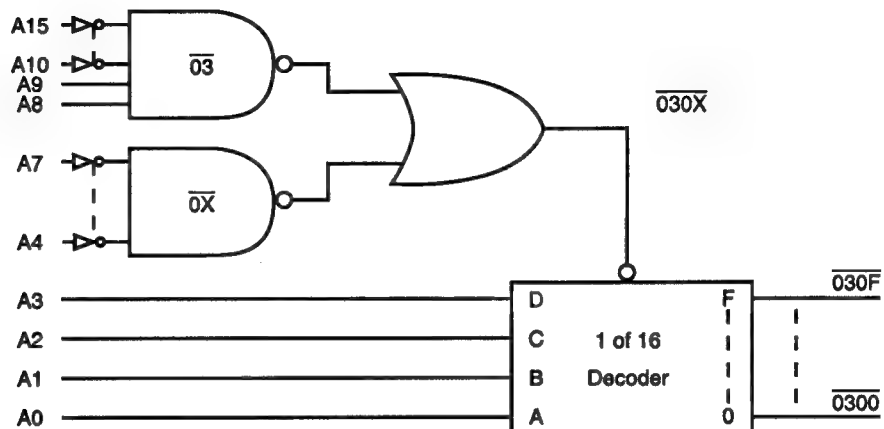 A15
A10
A9
A8
03
030X
A7
0X
A4
030F
A3 D F
A2 C 1 of 16
A1 B Decoder
A0 A 0 0300